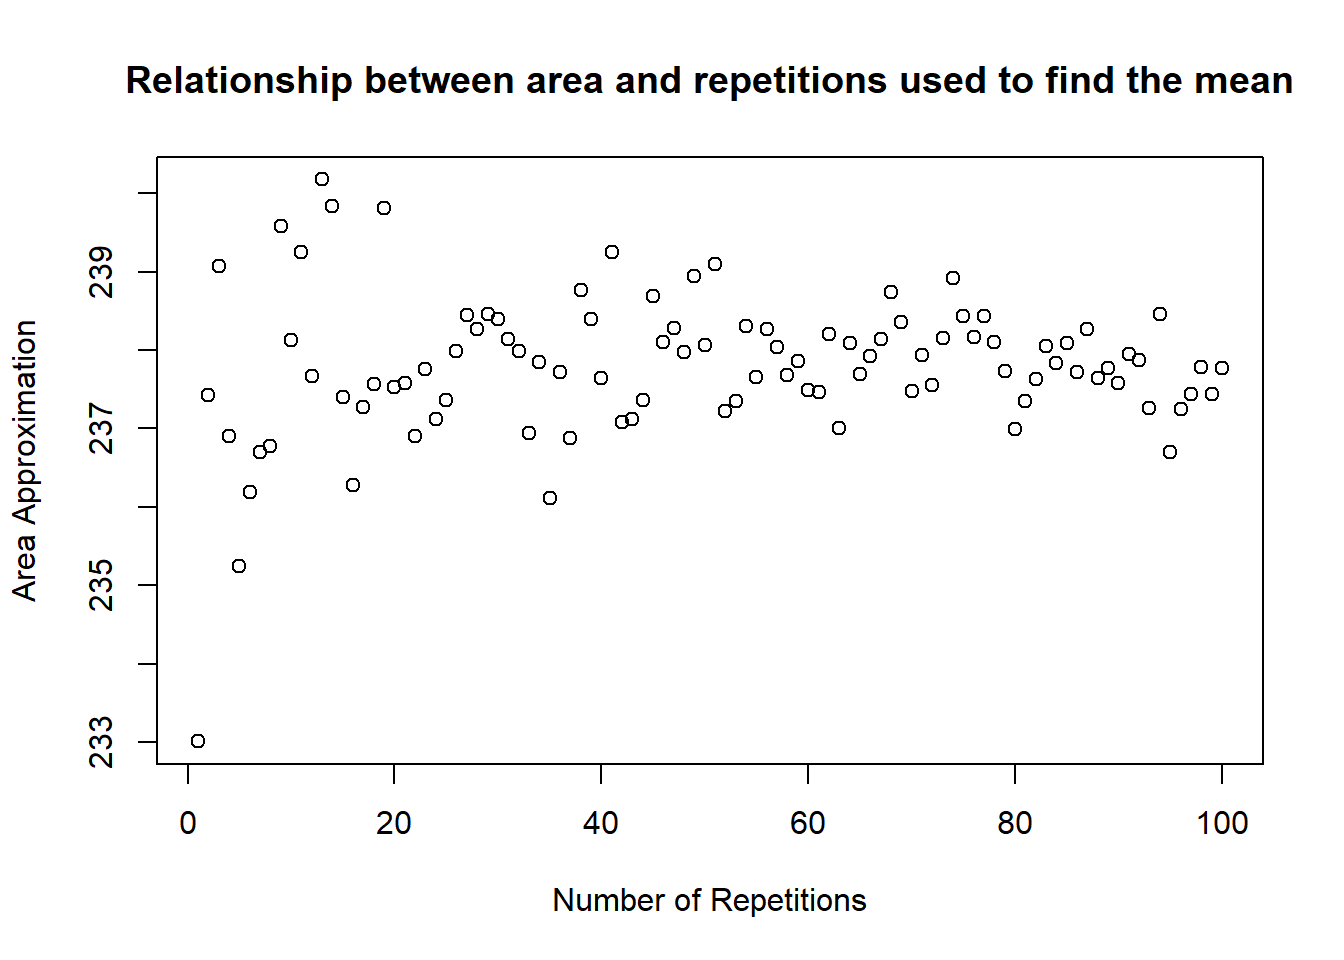 Relationship between area and repetitions used to find the mean
Area Approximation
239
237
235
233
0 20 40 60 80 100
Number of Repetitions